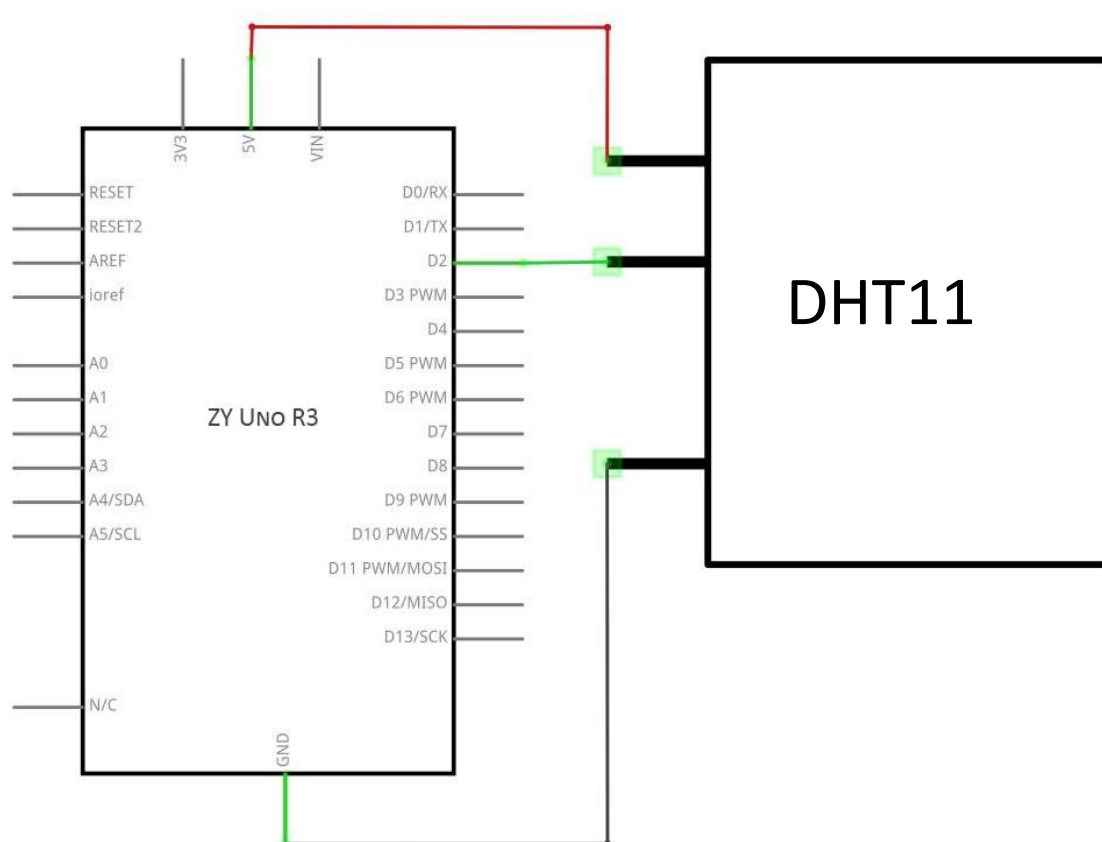 3V3
5V
VIN
RESET
RESET2
AREF
ioref
A0
A1
A2
A3
A4/SDA
A5/SCL
N/C
ZY UNO R3
D0/RX
D1/TX
D2
D3 PWM
D4
D5 PWM
D6 PWM
D7
D8
D9 PWM
D10 PWM/SS
D11 PWM/MOSI
D12/MISO
D13/SCK
GND
DHT11